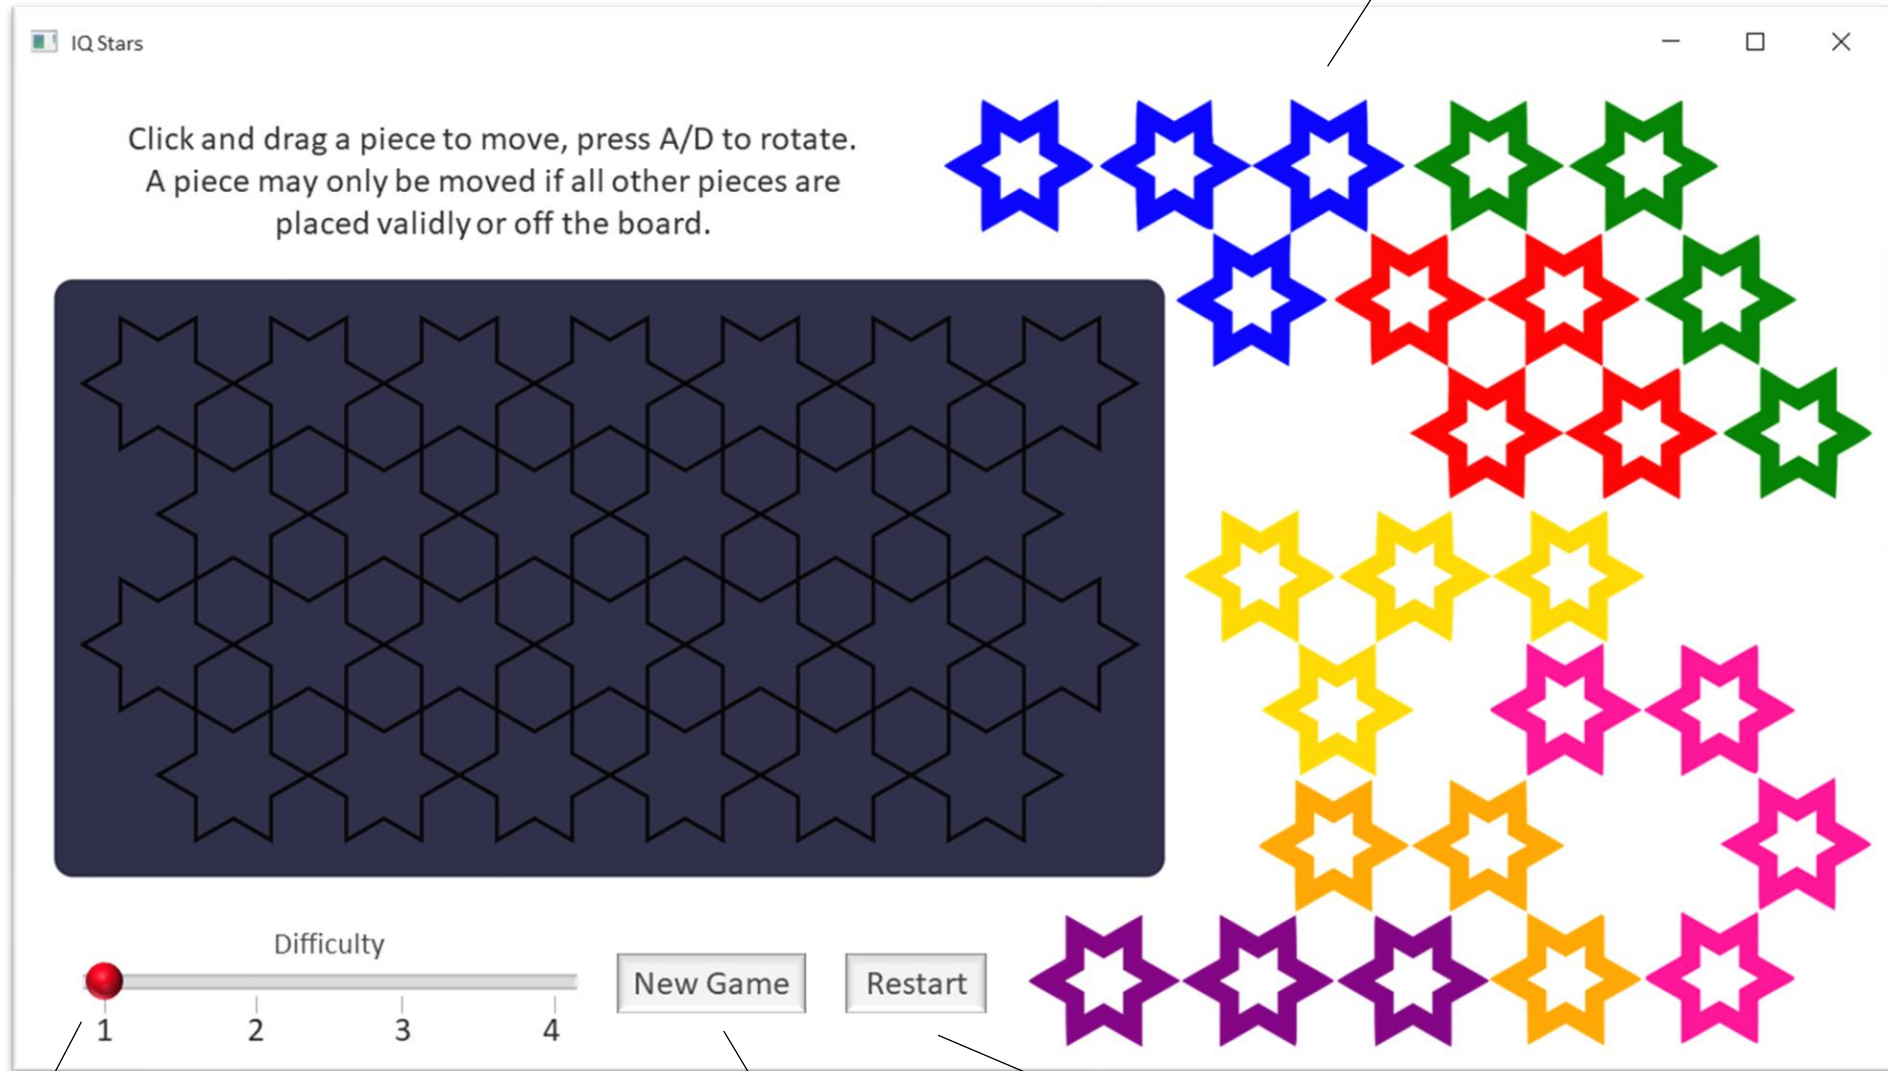 IQ Stars
Click and drag a piece to move, press A/D to rotate.
A piece may only be moved if all other pieces are
placed validly or off the board.
Difficulty
1 2 3 4
New Game
Restart